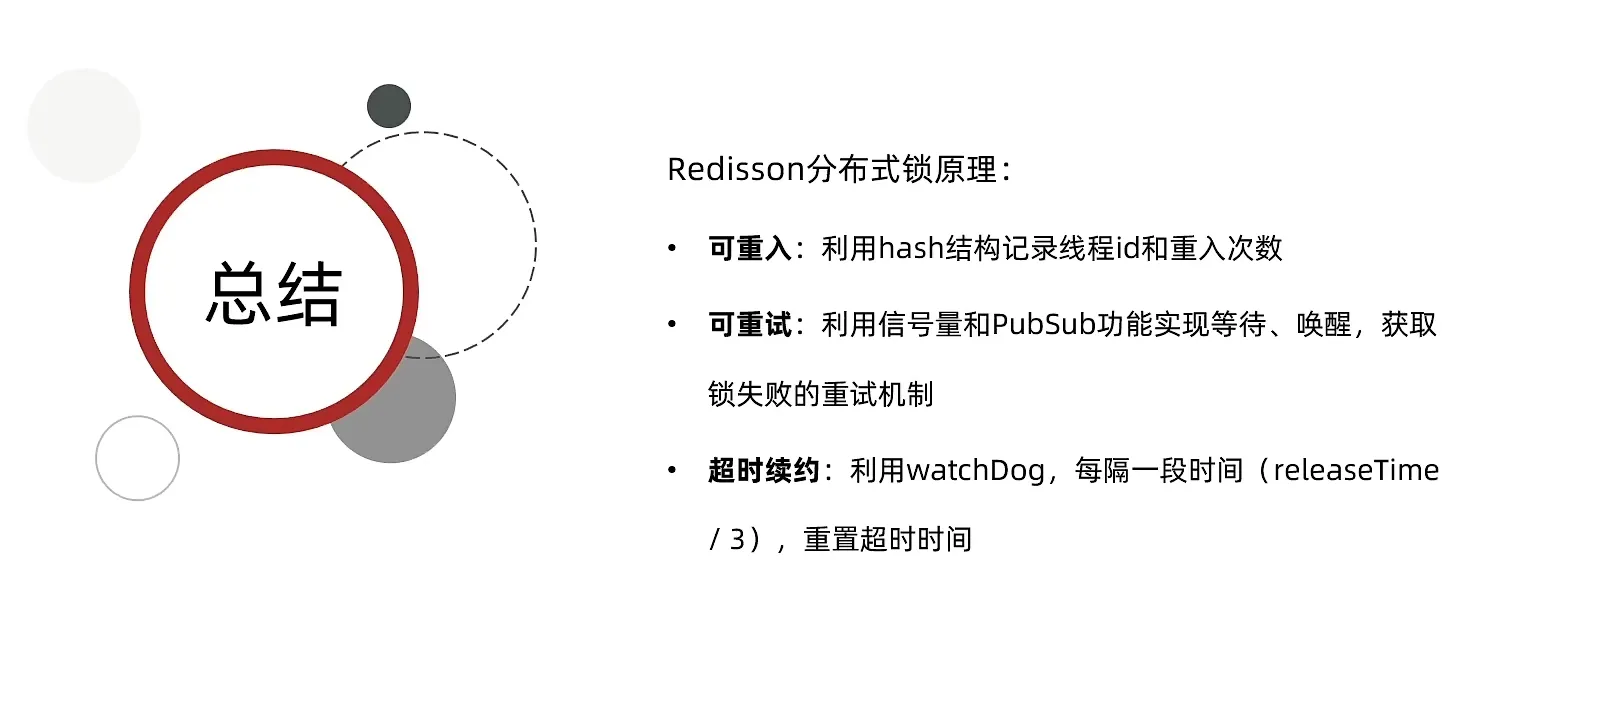 总结
Redisson分布式锁原理：
• 可重入：利用hash结构记录线程id和重入次数
• 可重试：利用信号量和PubSub功能实现等待、唤醒，获取
锁失败的重试机制
• 超时续约：利用watchDog，每隔一段时间（releaseTime
/ 3），重置超时时间